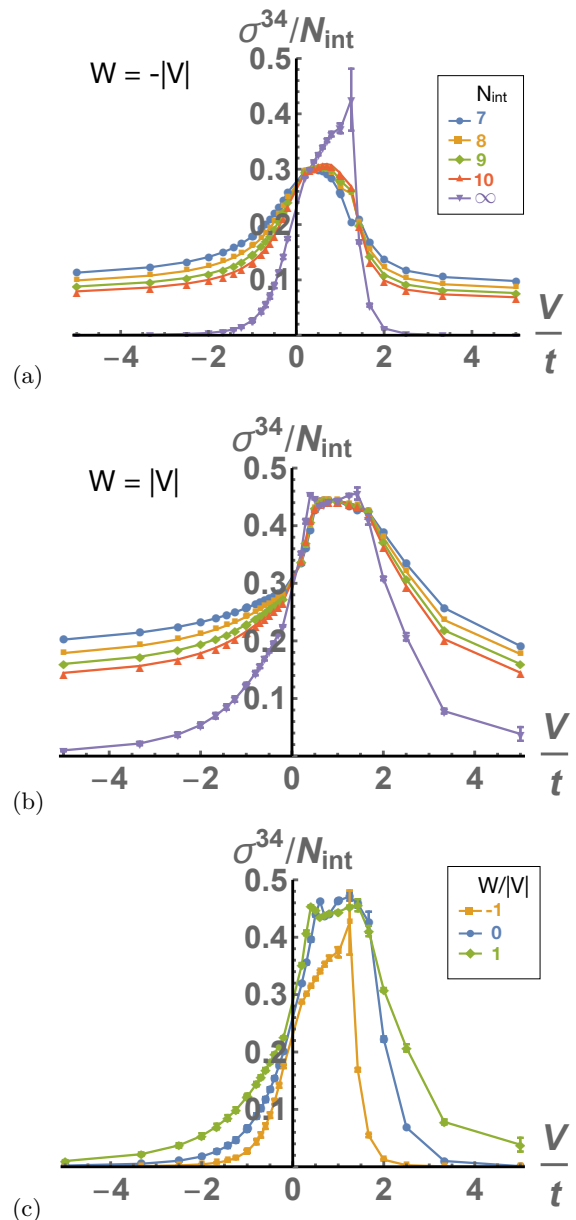 σ³⁴/N_int
W = -|V|
0.5
0.4
0.3
0.2
0.1
N_int
7
8
9
10
∞
−4 −2 0 2 4
V/t
(a)
σ³⁴/N_int
W = |V|
0.5
0.4
0.3
0.2
0.1
−4 −2 0 2 4
V/t
(b)
σ³⁴/N_int
0.5
0.4
0.3
0.2
0.1
W/|V|
-1
0
1
−4 −2 0 2 4
V/t
(c)